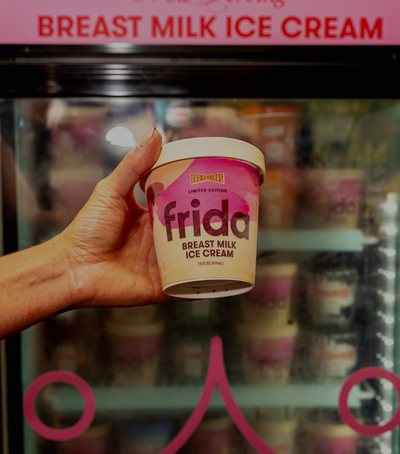 BREAST MILK ICE CREAM
LIMITED EDITION
frida
BREAST MILK
ICE CREAM